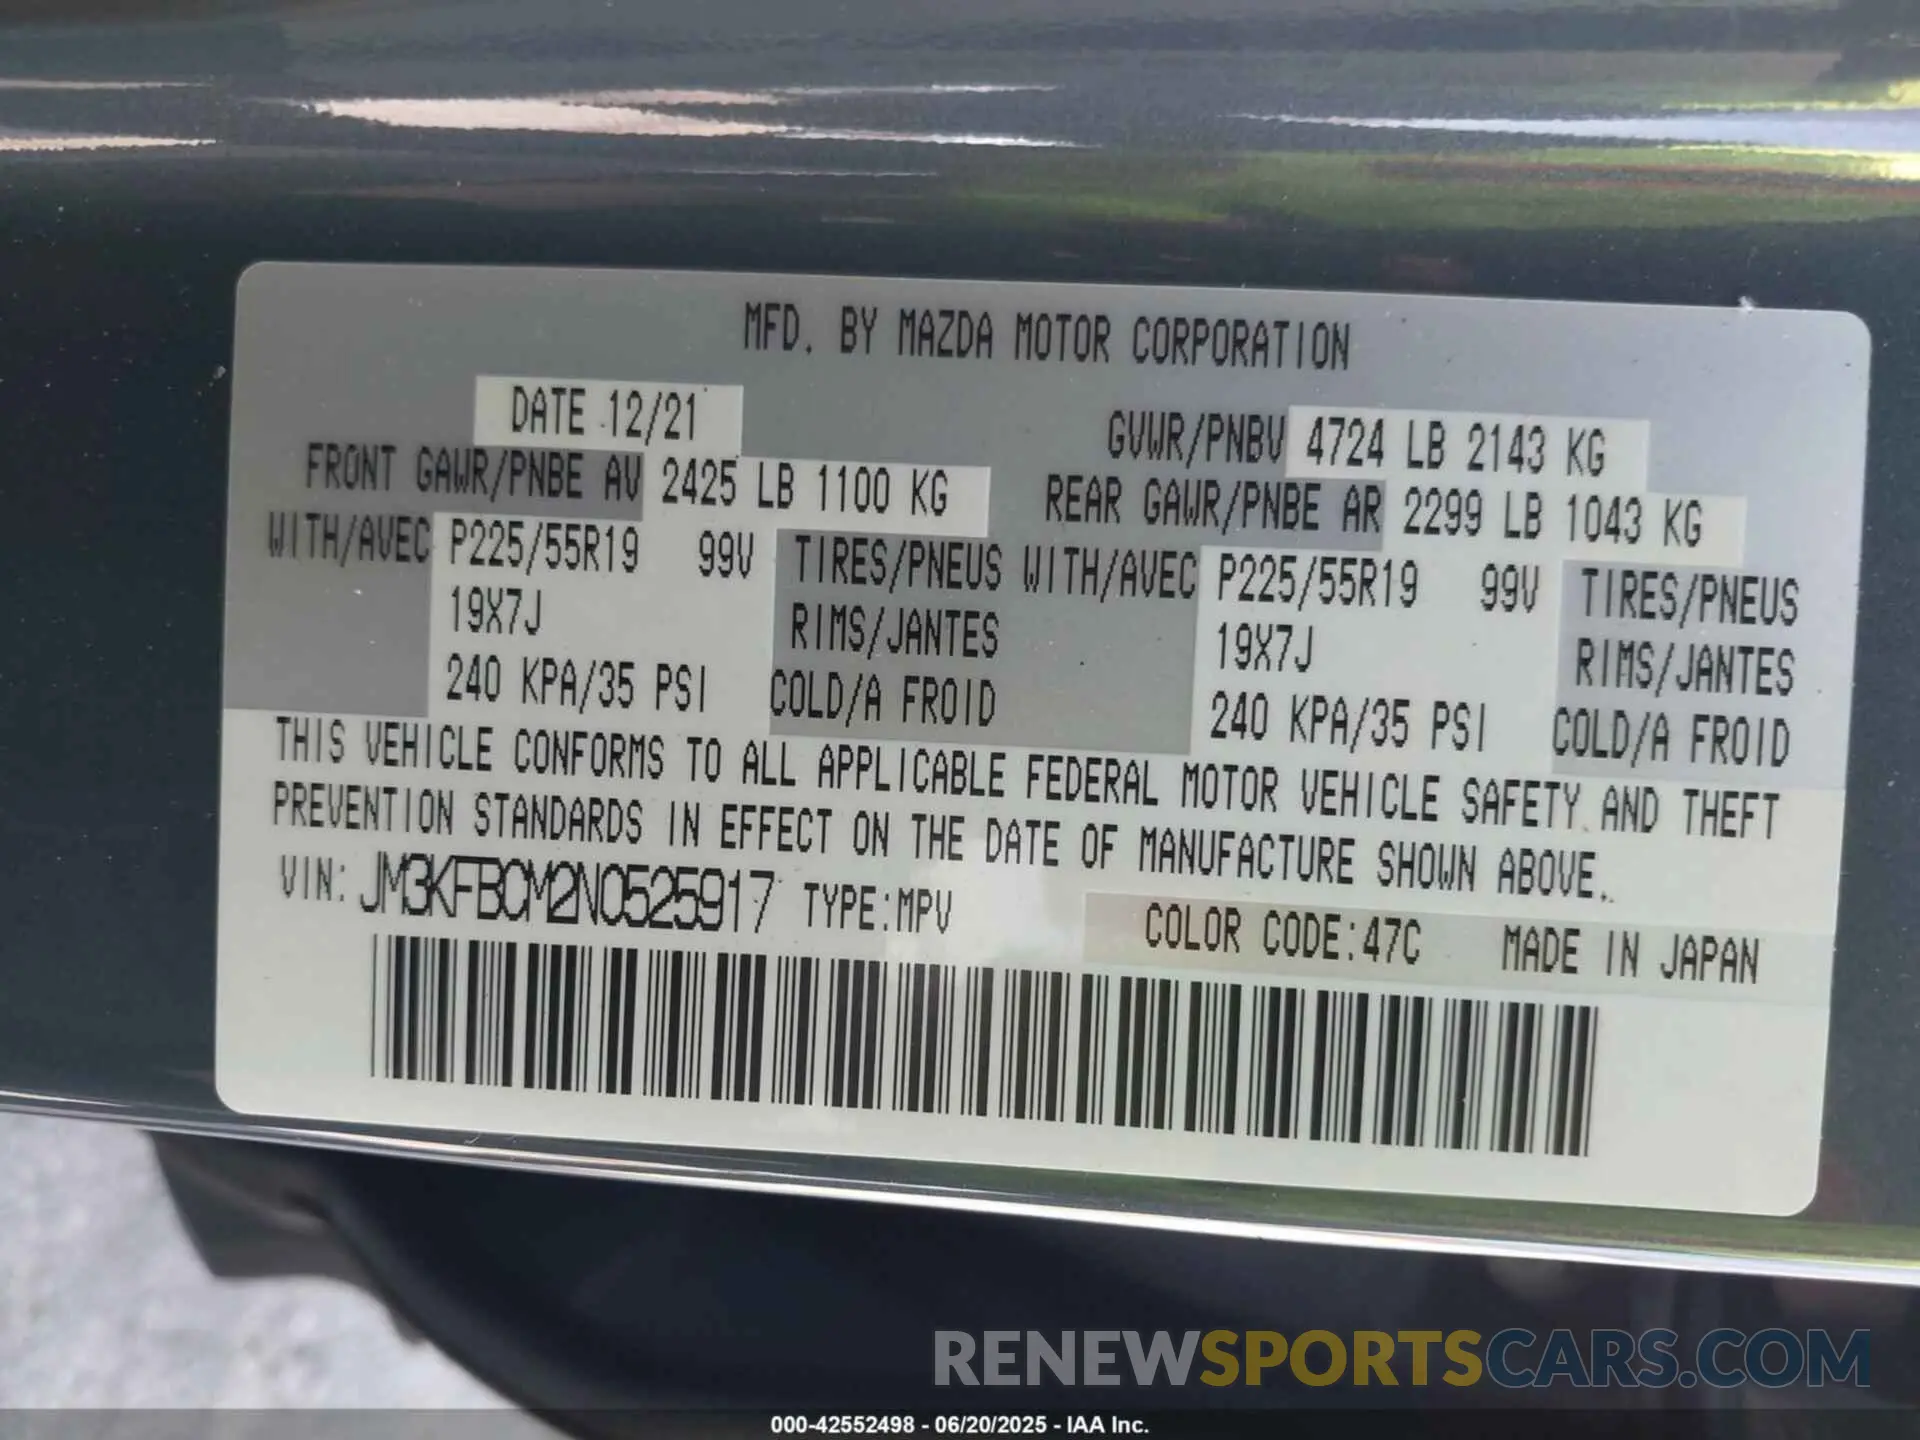 MFD. BY MAZDA MOTOR CORPORATION
DATE 12/21
GVWR/PNBV 4724 LB 2143 KG
FRONT GAWR/PNBE AV 2425 LB 1100 KG
REAR GAWR/PNBE AR 2299 LB 1043 KG
WITH/AVEC P225/55R19 99V TIRES/PNEUS WITH/AVEC P225/55R19 99V TIRES/PNEUS
19X7J RIMS/JANTES 19X7J RIMS/JANTES
240 KPA/35 PSI COLD/A FROID 240 KPA/35 PSI COLD/A FROID
THIS VEHICLE CONFORMS TO ALL APPLICABLE FEDERAL MOTOR VEHICLE SAFETY AND THEFT
PREVENTION STANDARDS IN EFFECT ON THE DATE OF MANUFACTURE SHOWN ABOVE.
VIN: JM3KFBCM2N0525917 TYPE:MPV COLOR CODE:47C MADE IN JAPAN
RENEWSPORTSCARS.COM
000-42552498 - 06/20/2025 - IAA Inc.